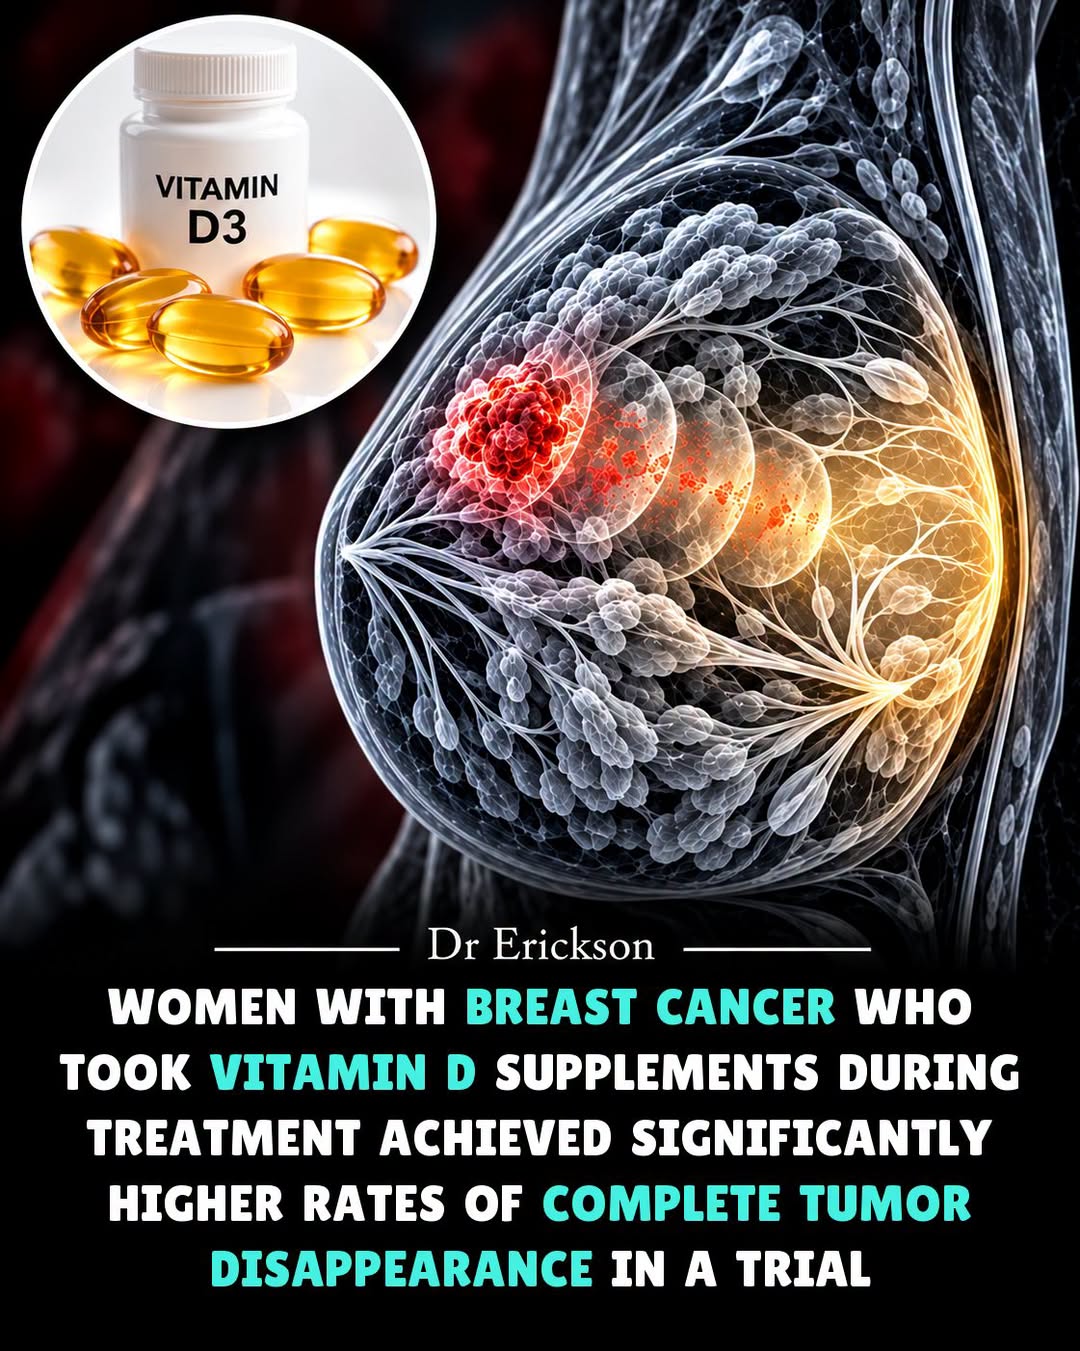 VITAMIN
D3
Dr Erickson
WOMEN WITH BREAST CANCER WHO
TOOK VITAMIN D SUPPLEMENTS DURING
TREATMENT ACHIEVED SIGNIFICANTLY
HIGHER RATES OF COMPLETE TUMOR
DISAPPEARANCE IN A TRIAL